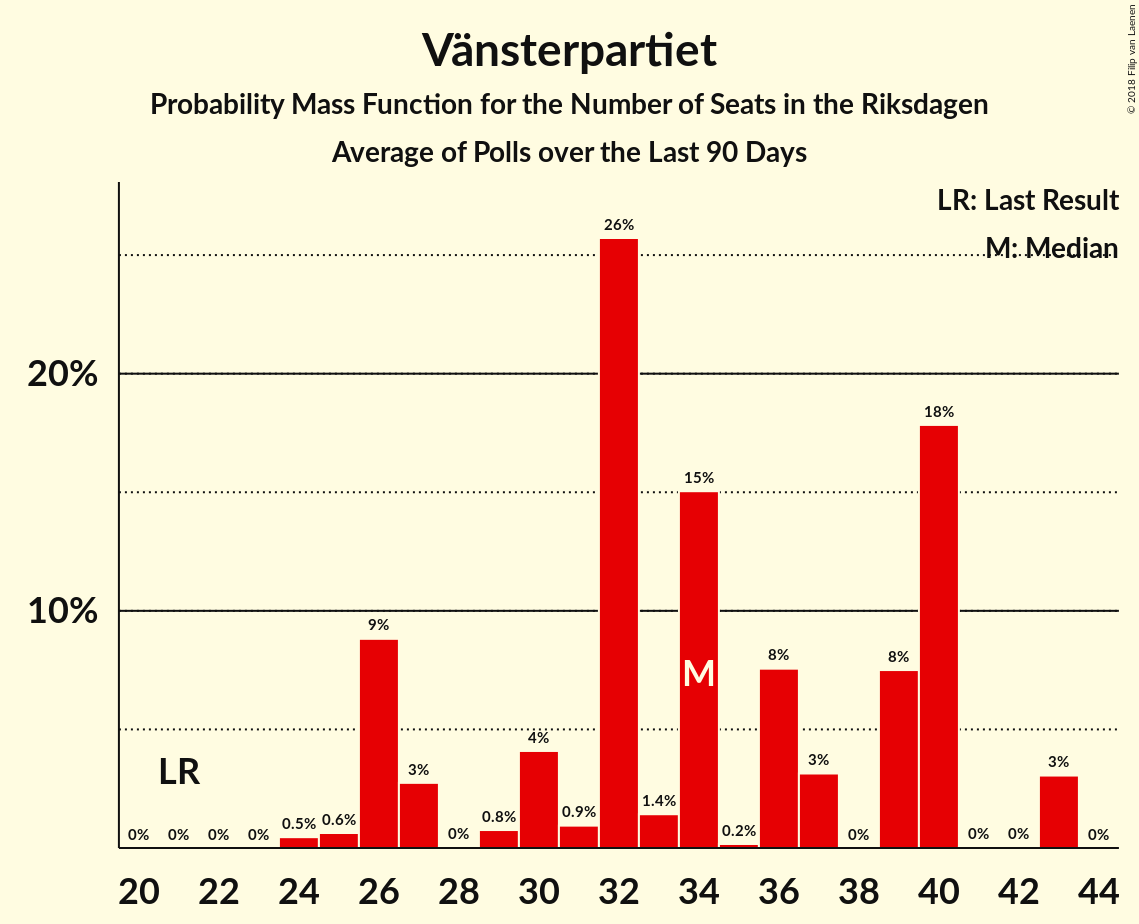 Vänsterpartiet
Probability Mass Function for the Number of Seats in the Riksdagen
Average of Polls over the Last 90 Days
© 2018 Filip van Laenen
LR: Last Result
M: Median
20%
10%
0% 0% 0% 0% 0.5% 0.6% 9% 3% 0% 0.8% 4% 0.9% 26% 1.4% 15% 0.2% 8% 3% 0% 8% 18% 0% 0% 3% 0%
LR
M
20 22 24 26 28 30 32 34 36 38 40 42 44